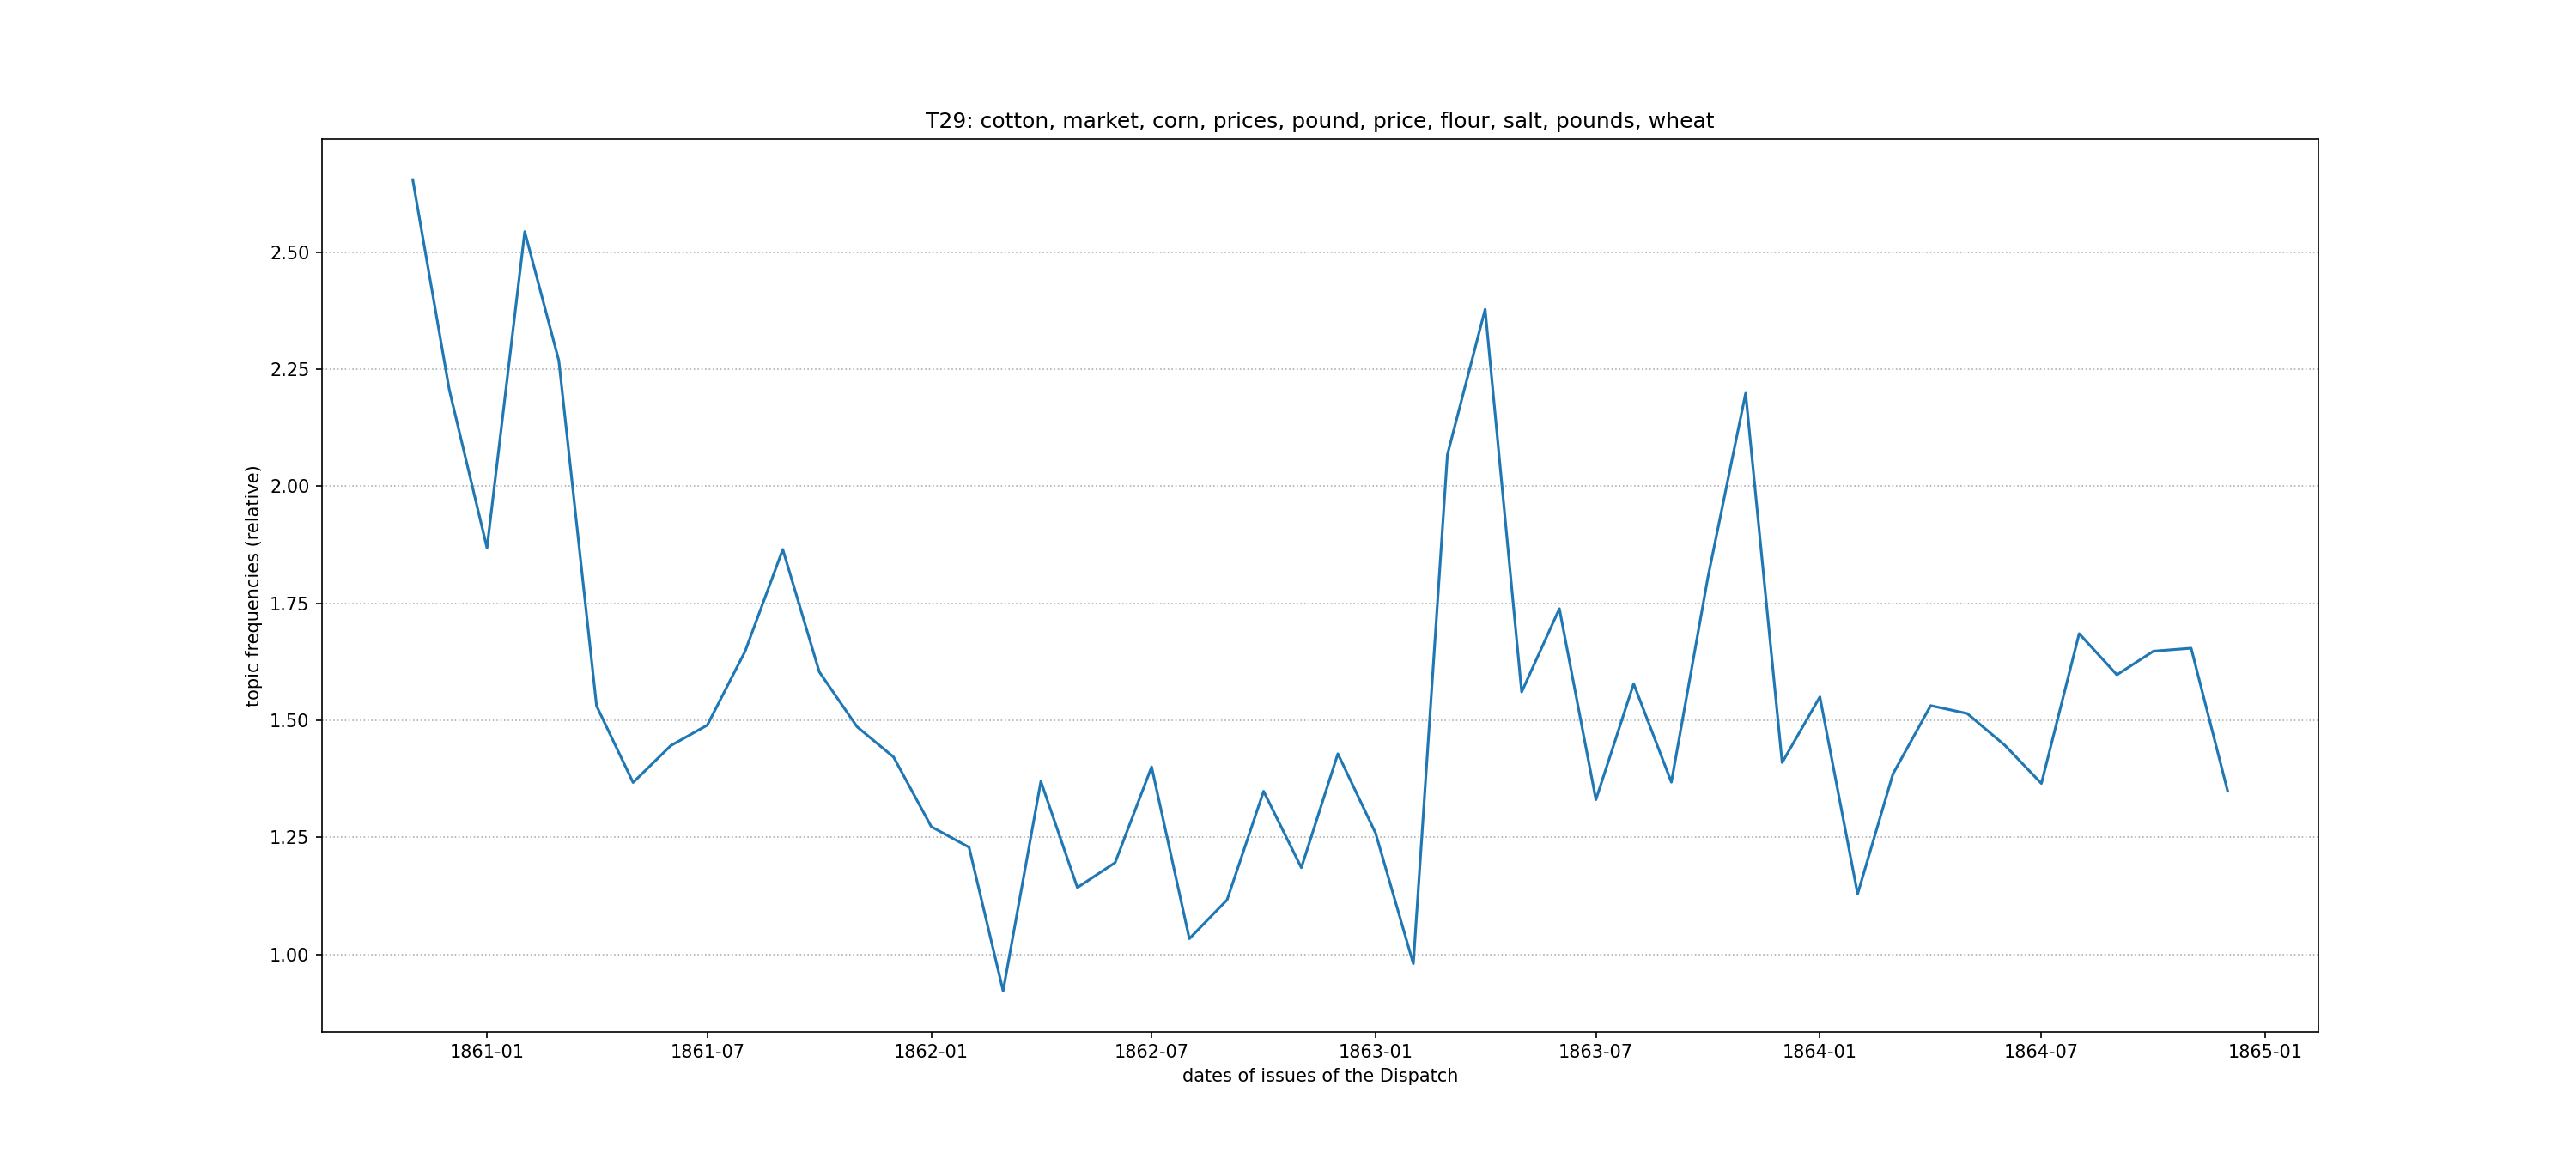 T29: cotton, market, corn, prices, pound, price, flour, salt, pounds, wheat
topic frequencies (relative)
2.50
2.25
2.00
1.75
1.50
1.25
1.00
1861-01 1861-07 1862-01 1862-07 1863-01 1863-07 1864-01 1864-07 1865-01
dates of issues of the Dispatch